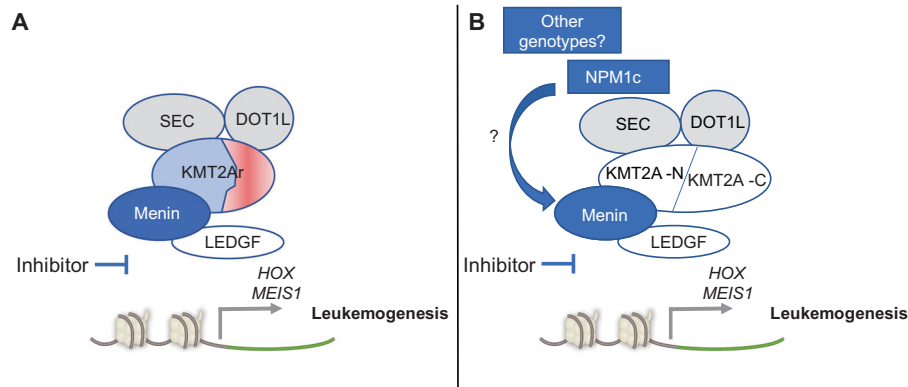 A
SEC
DOT1L
KMT2Ar
Menin
LEDGF
Inhibitor
HOX
MEIS1
Leukemogenesis
B
Other
genotypes?
NPM1c
?
SEC
DOT1L
KMT2A -N
KMT2A -C
Menin
LEDGF
Inhibitor
HOX
MEIS1
Leukemogenesis